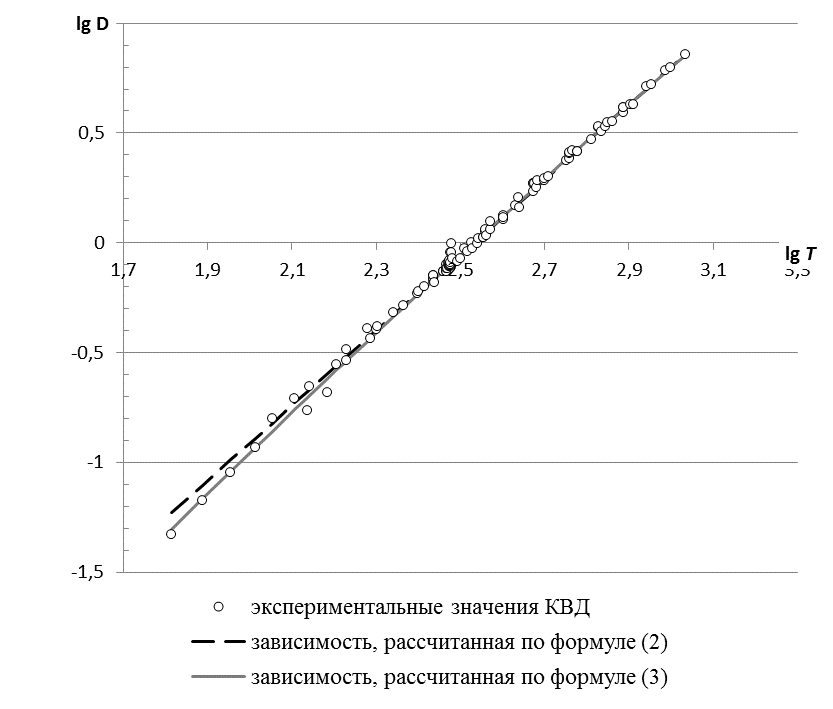 lg D
0,5
0
1,7 1,9 2,1 2,3 2,5 2,7 2,9 3,1 3,3
lg T
-0,5
-1
-1,5
экспериментальные значения КВД
зависимость, рассчитанная по формуле (2)
зависимость, рассчитанная по формуле (3)